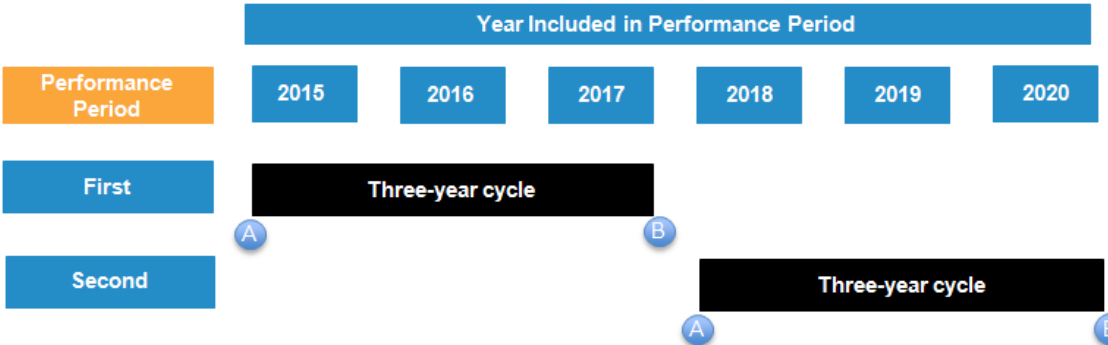 Year Included in Performance Period
Performance
Period
2015
2016
2017
2018
2019
2020
First
Three-year cycle
A
B
Second
Three-year cycle
A